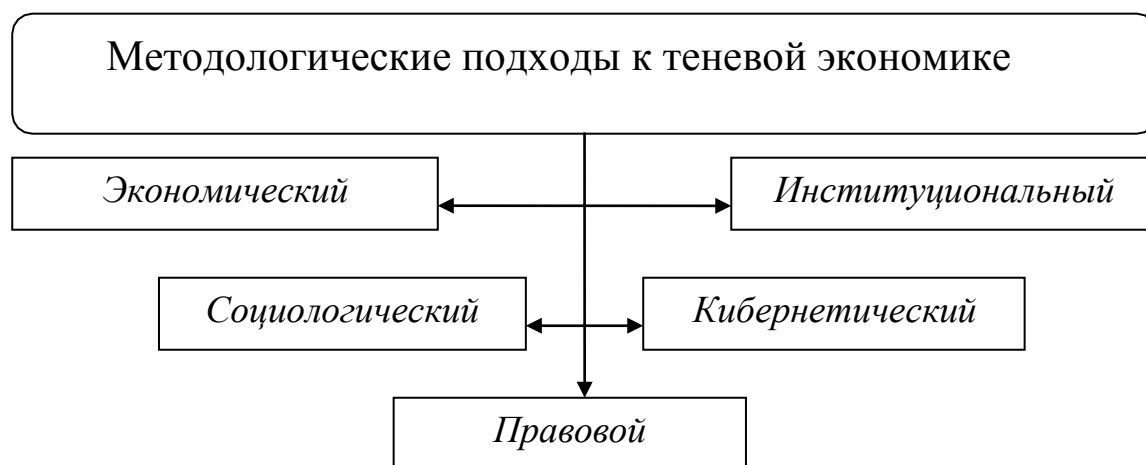 Методологические подходы к теневой экономике
Экономический
Институциональный
Социологический
Кибернетический
Правовой